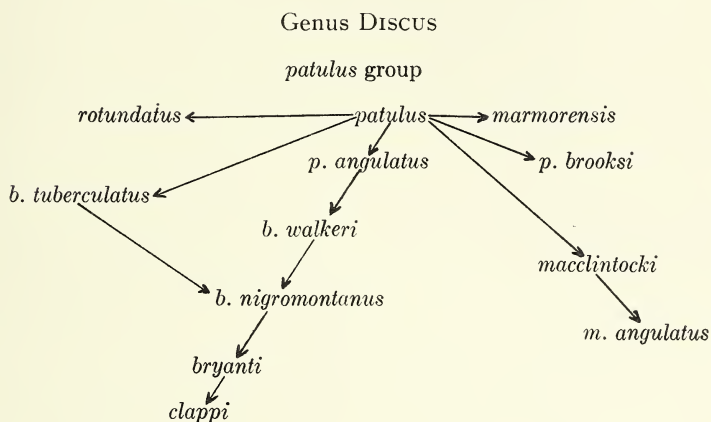 Genus DISCUS
patulus group
rotundatus patulus marmorensis
p. angulatus p. brooksi
b. tuberculatus
b. walkeri
macclintocki
b. nigromontanus
m. angulatus
bryanti
clappi